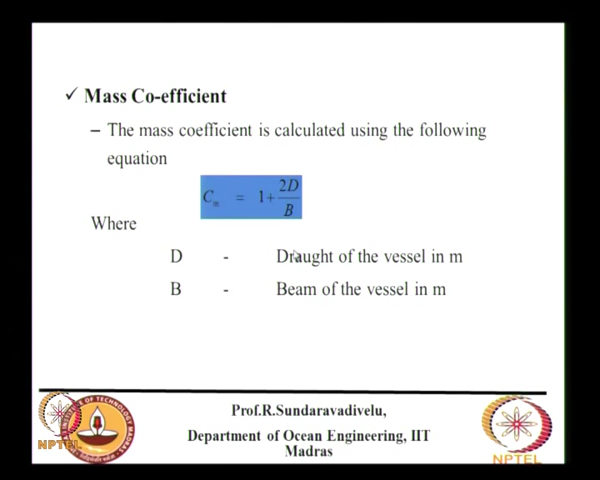 ✓ Mass Co-efficient
– The mass coefficient is calculated using the following
equation
C_m = 1+ 2D/B
Where
D - Draught of the vessel in m
B - Beam of the vessel in m
Prof.R.Sundaravadivelu,
Department of Ocean Engineering, IIT
Madras
NPTEL
NPTEL